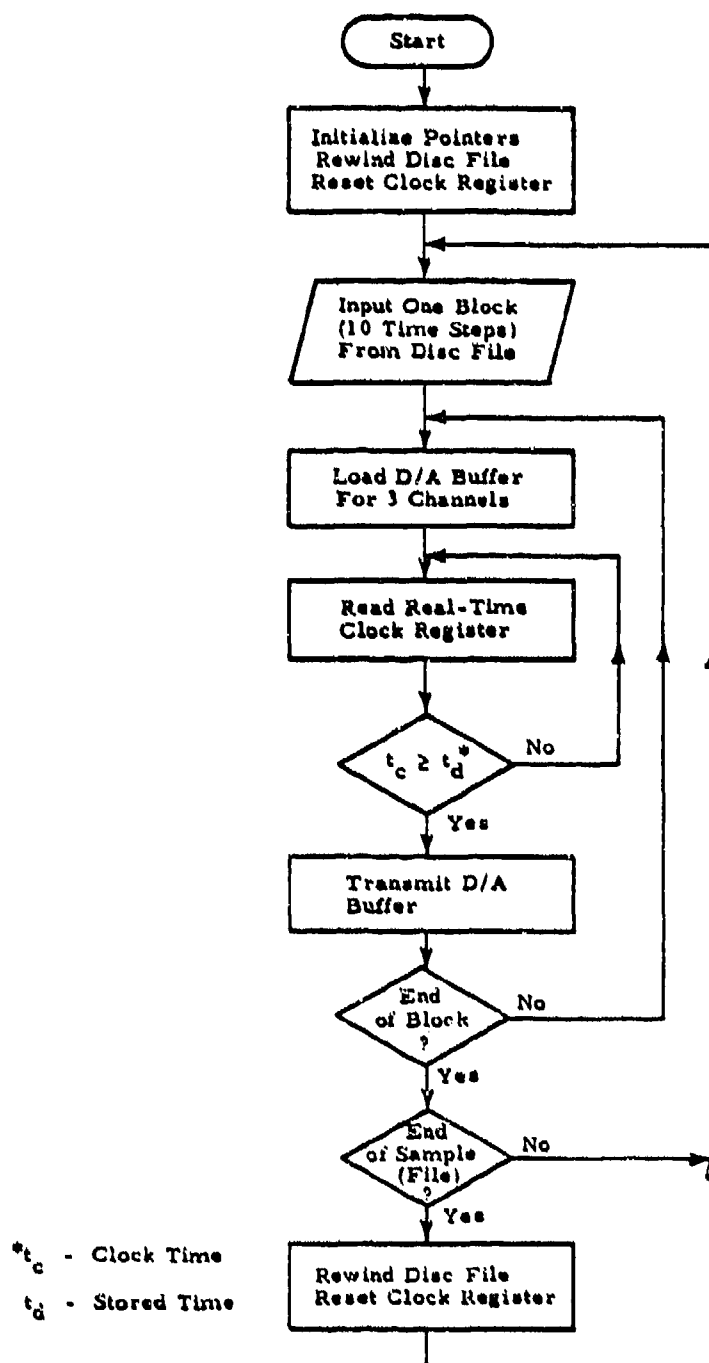 Start
Initialize Pointers
Rewind Disc File
Reset Clock Register
Input One Block
(10 Time Steps)
From Disc File
Load D/A Buffer
For 3 Channels
Read Real-Time
Clock Register
t_c ≥ t_d*
No
Yes
Transmit D/A
Buffer
End
of Block
?
No
Yes
End
of Sample
(File)
?
No
Yes
Rewind Disc File
Reset Clock Register
*t_c - Clock Time
t_d - Stored Time